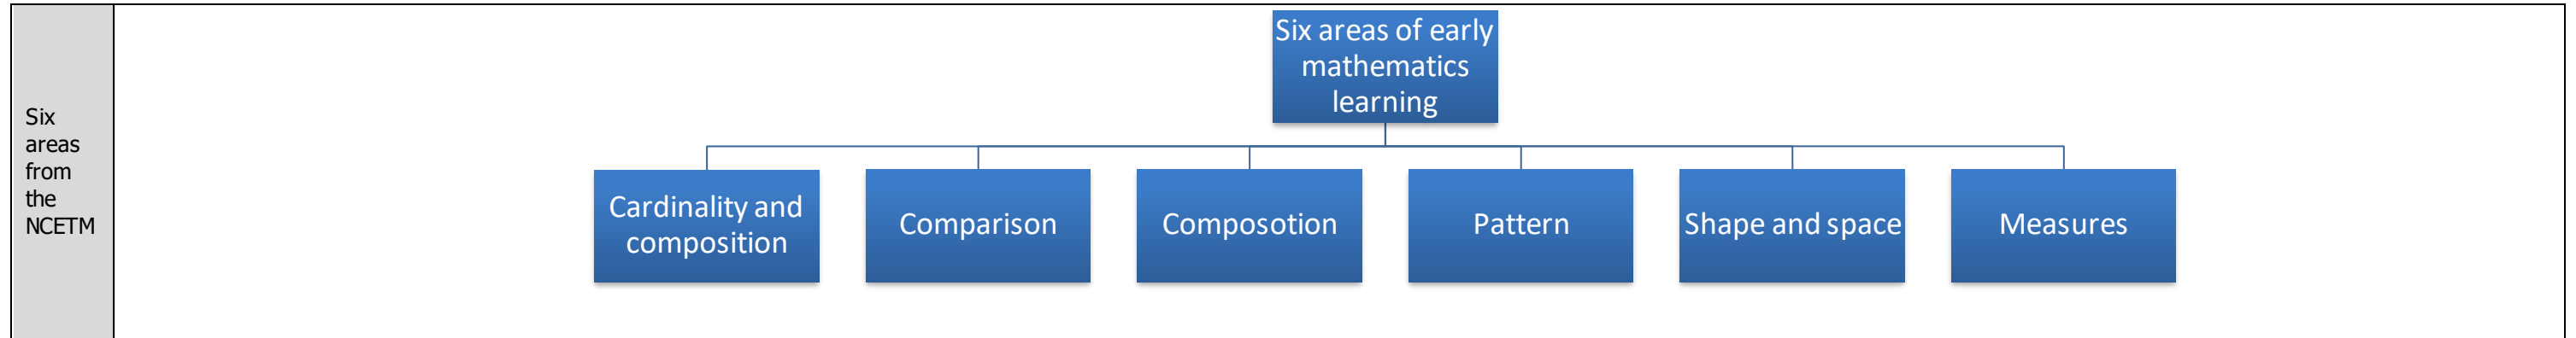 Six
areas
from
the
NCETM
Six areas of early
mathematics
learning
Cardinality and
composition
Comparison
Composotion
Pattern
Shape and space
Measures